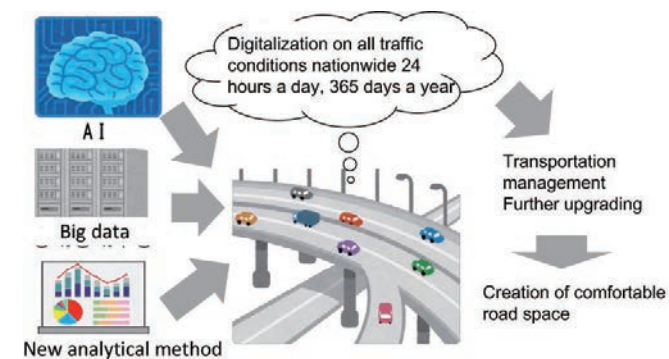 Digitalization on all traffic
conditions nationwide 24
hours a day, 365 days a year
AI
Big data
New analytical method
Transportation
management
Further upgrading
Creation of comfortable
road space